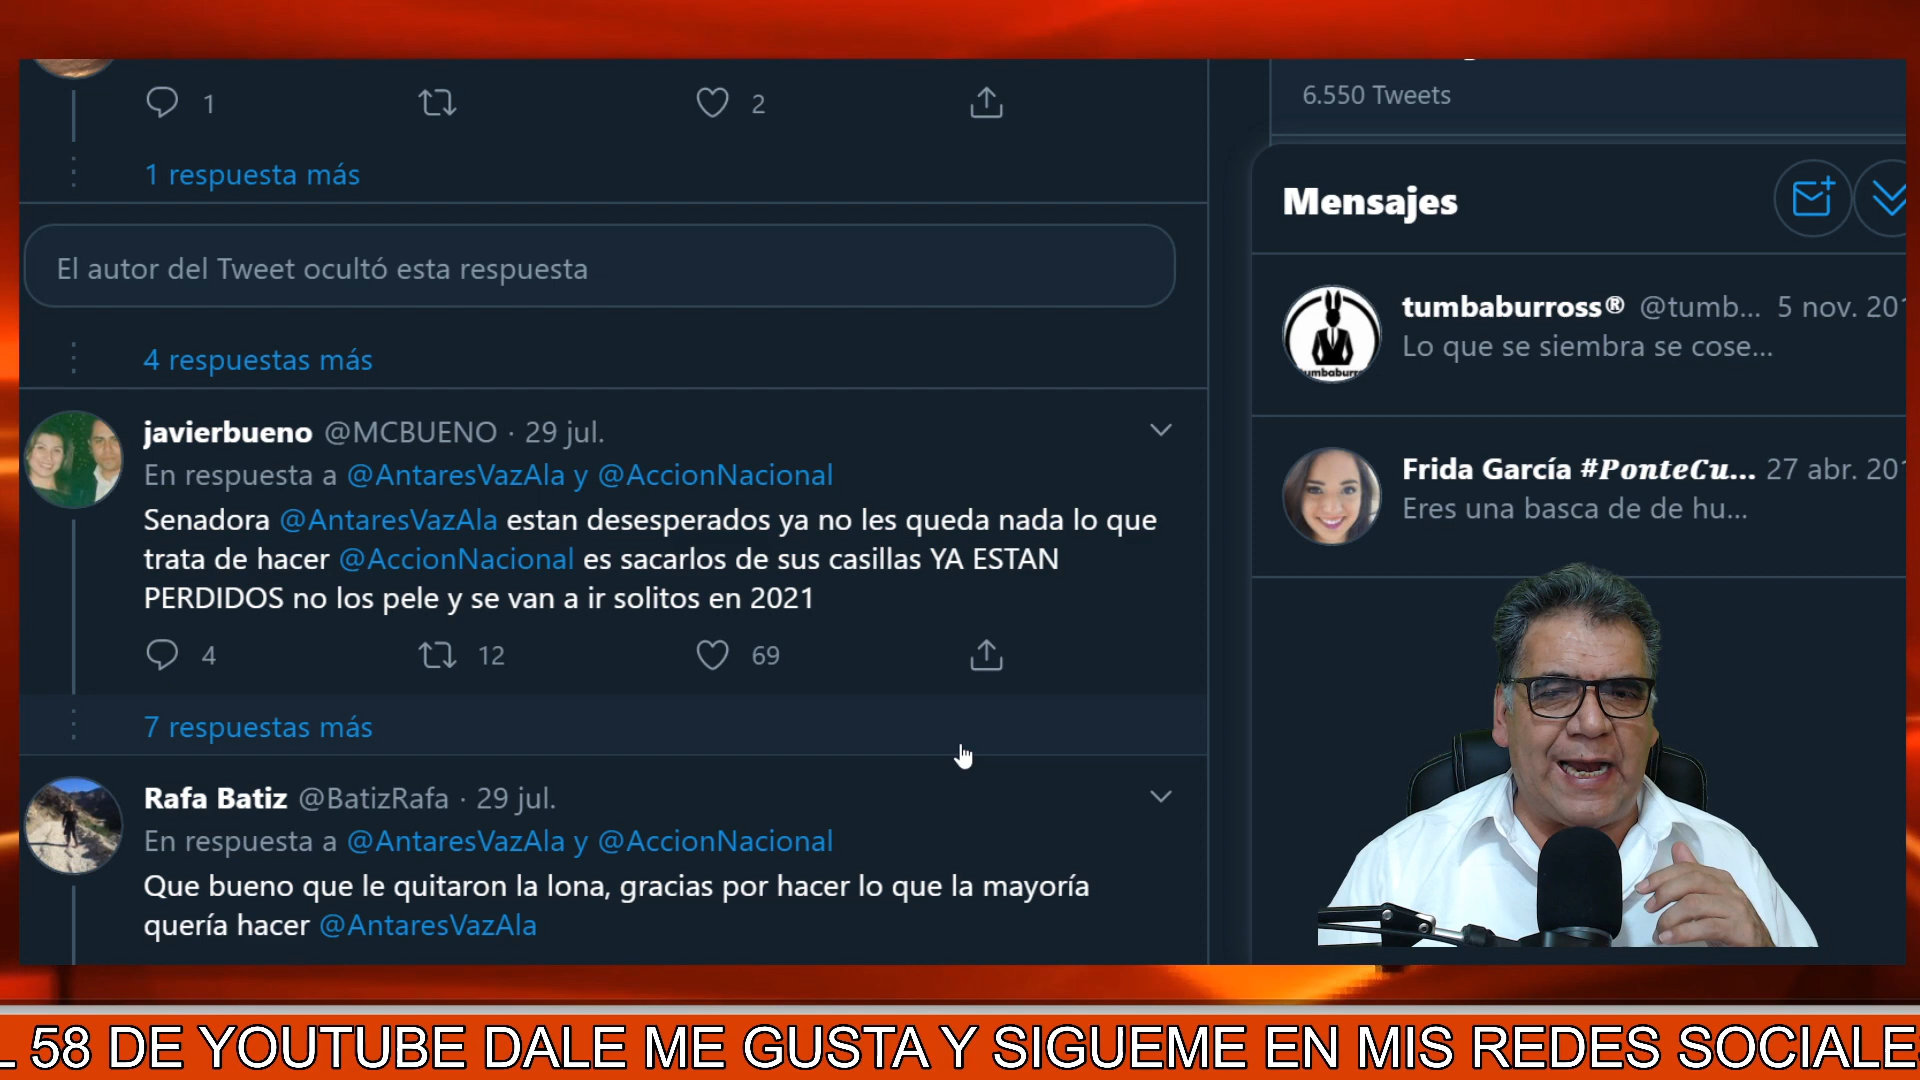 1
2
1 respuesta más
El autor del Tweet ocultó esta respuesta
4 respuestas más
javierbueno @MCBUENO · 29 jul.
En respuesta a @AntaresVazAla y @AccionNacional
Senadora @AntaresVazAla estan desesperados ya no les queda nada lo que
trata de hacer @AccionNacional es sacarlos de sus casillas YA ESTAN
PERDIDOS no los pele y se van a ir solitos en 2021
4
12
69
7 respuestas más
Rafa Batiz @BatizRafa · 29 jul.
En respuesta a @AntaresVazAla y @AccionNacional
Que bueno que le quitaron la lona, gracias por hacer lo que la mayoría
quería hacer @AntaresVazAla
6.550 Tweets
Mensajes
tumbaburross® @tumb... 5 nov. 20
Lo que se siembra se cose...
Frida García #PonteCu... 27 abr. 20
Eres una basca de de hu...
58 DE YOUTUBE DALE ME GUSTA Y SIGUEME EN MIS REDES SOCIALE